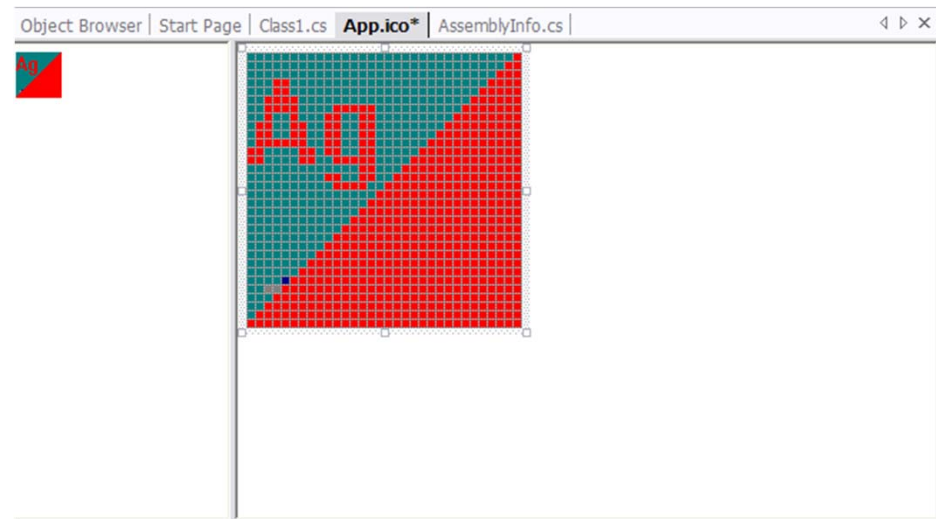 Object Browser | Start Page | Class1.cs App.ico* | AssemblyInfo.cs |
Ag
Ag